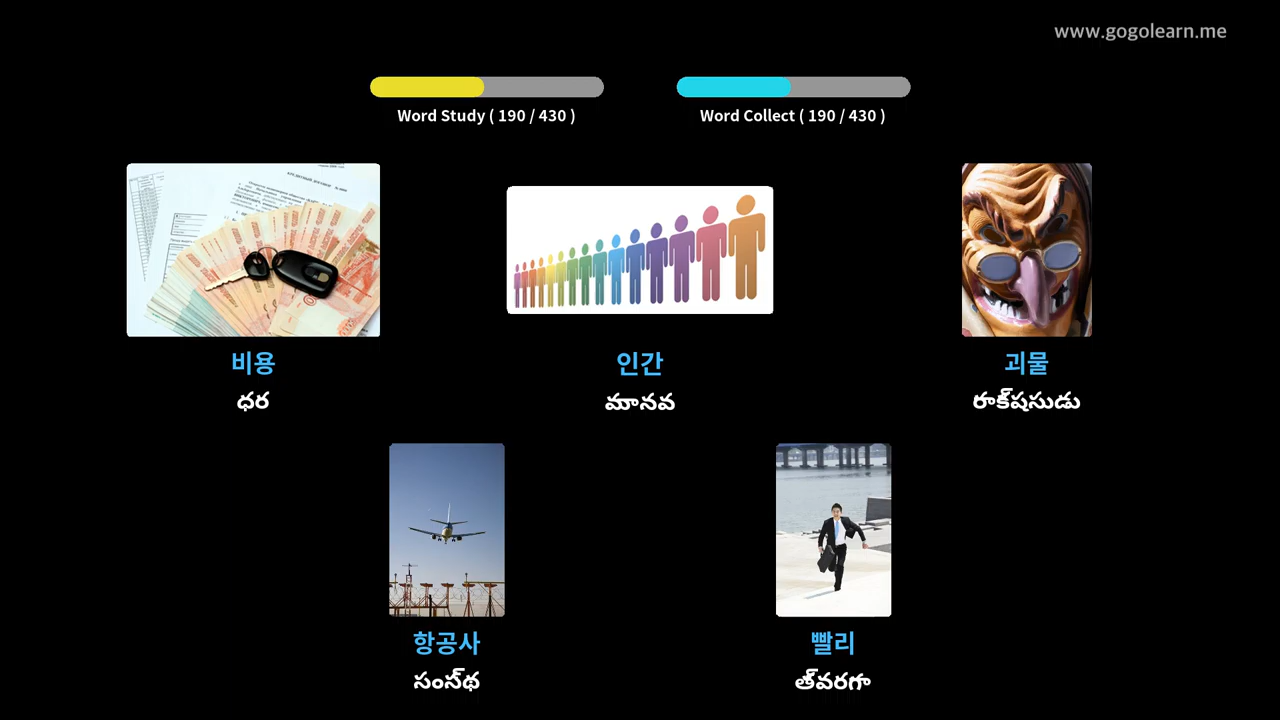 www.gogolearn.me
Word Study ( 190 / 430 )
Word Collect ( 190 / 430 )
비용
ధర
인간
మానవ
괴물
రాక్‌షసుడు
항공사
సంస్‌థ
빨리
త్‌వరగా